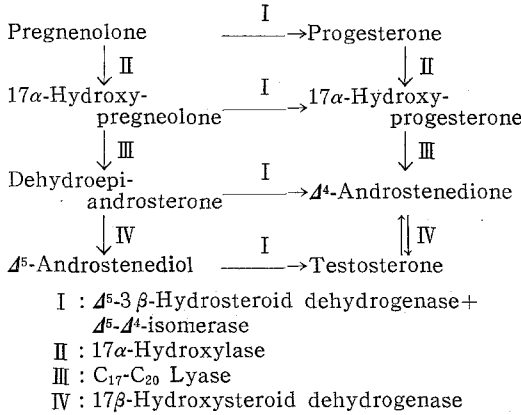 I
Pregnenolone → Progesterone
II II
17α-Hydroxy- I 17α-Hydroxy-
pregneolone → progesterone
III III
Dehydroepi- I
androsterone → Δ⁴-Androstenedione
IV IV
Δ⁵-Androstenediol I → Testosterone
I : Δ⁵-3 β-Hydrosteroid dehydrogenase+
Δ⁵-Δ⁴-isomerase
II : 17α-Hydroxylase
III : C₁₇-C₂₀ Lyase
IV : 17β-Hydroxysteroid dehydrogenase